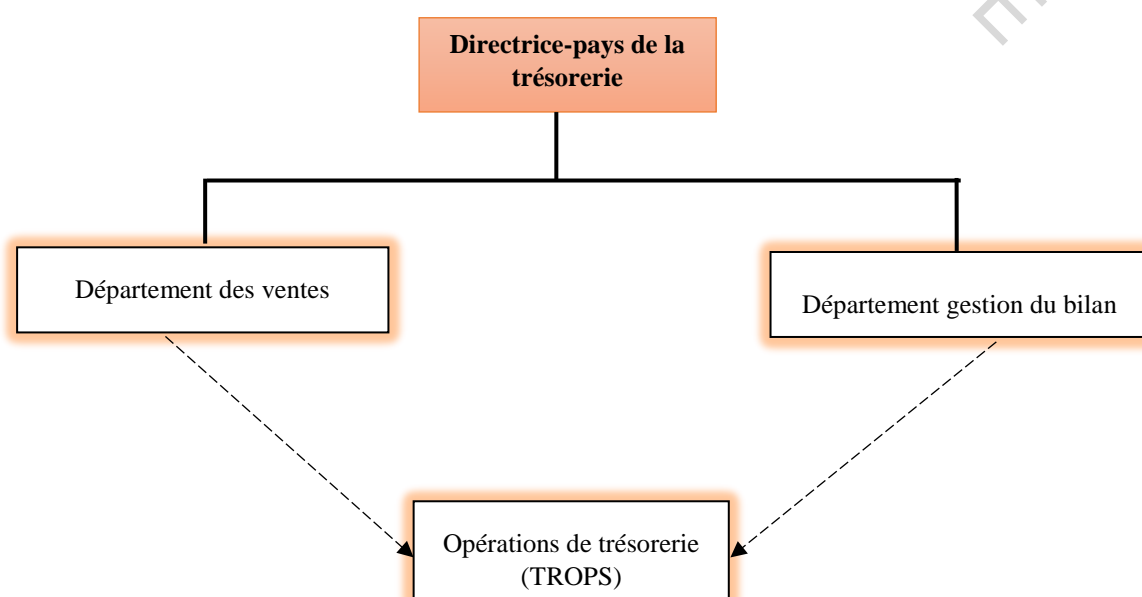 Directrice-pays de la
trésorerie
Département des ventes
Département gestion du bilan
Opérations de trésorerie
(TROPS)